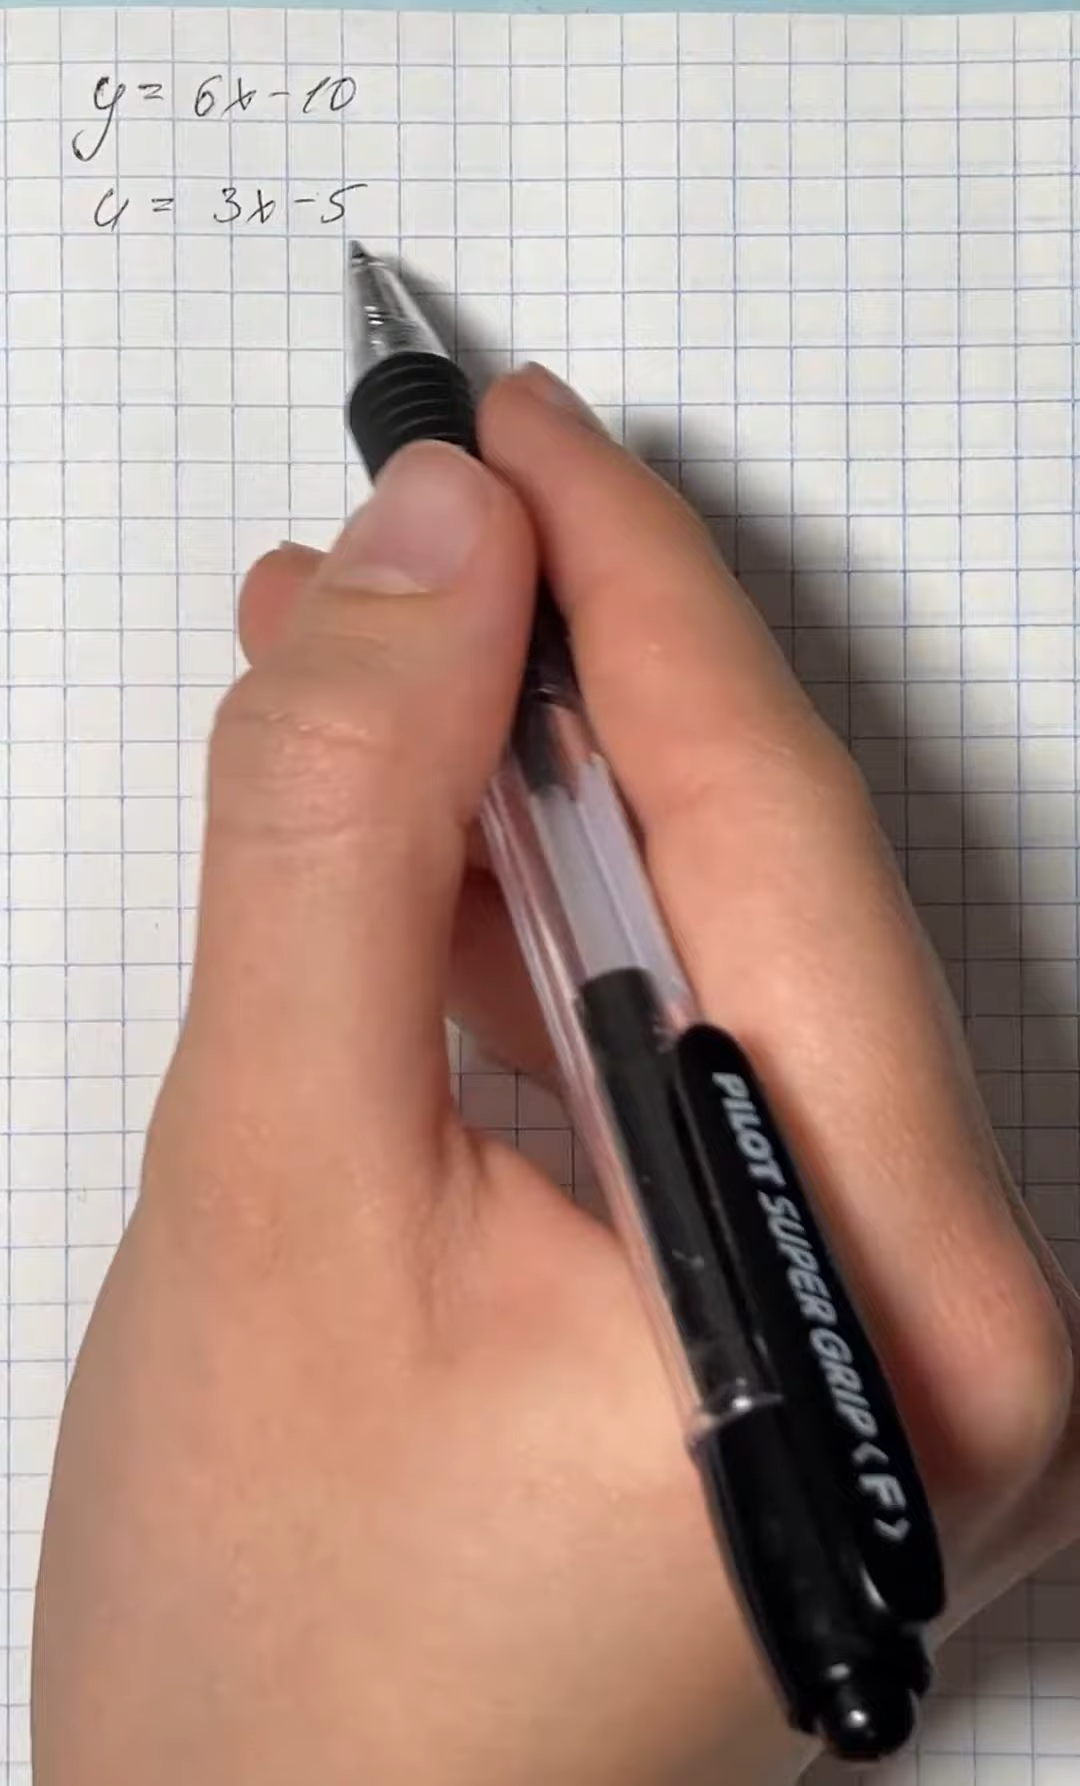 y = 6x - 10
y = 3x - 5
PILOT SUPER GRIP < F >